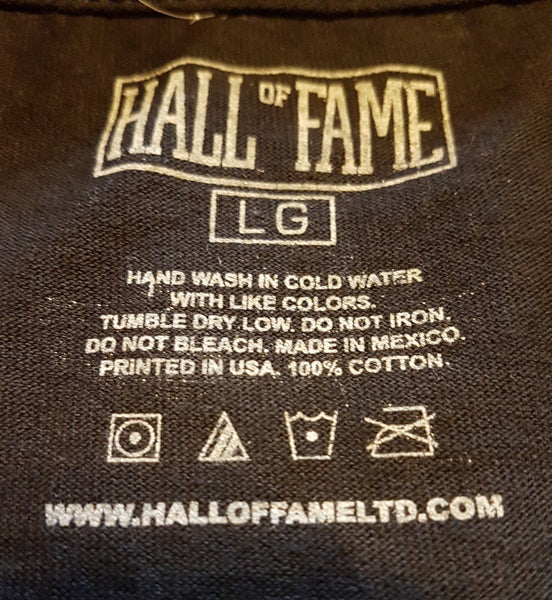 HALL OF FAME
LG
HAND WASH IN COLD WATER
WITH LIKE COLORS.
TUMBLE DRY LOW. DO NOT IRON.
DO NOT BLEACH. MADE IN MEXICO.
PRINTED IN USA. 100% COTTON.
WWW.HALLOFFAMELTD.COM